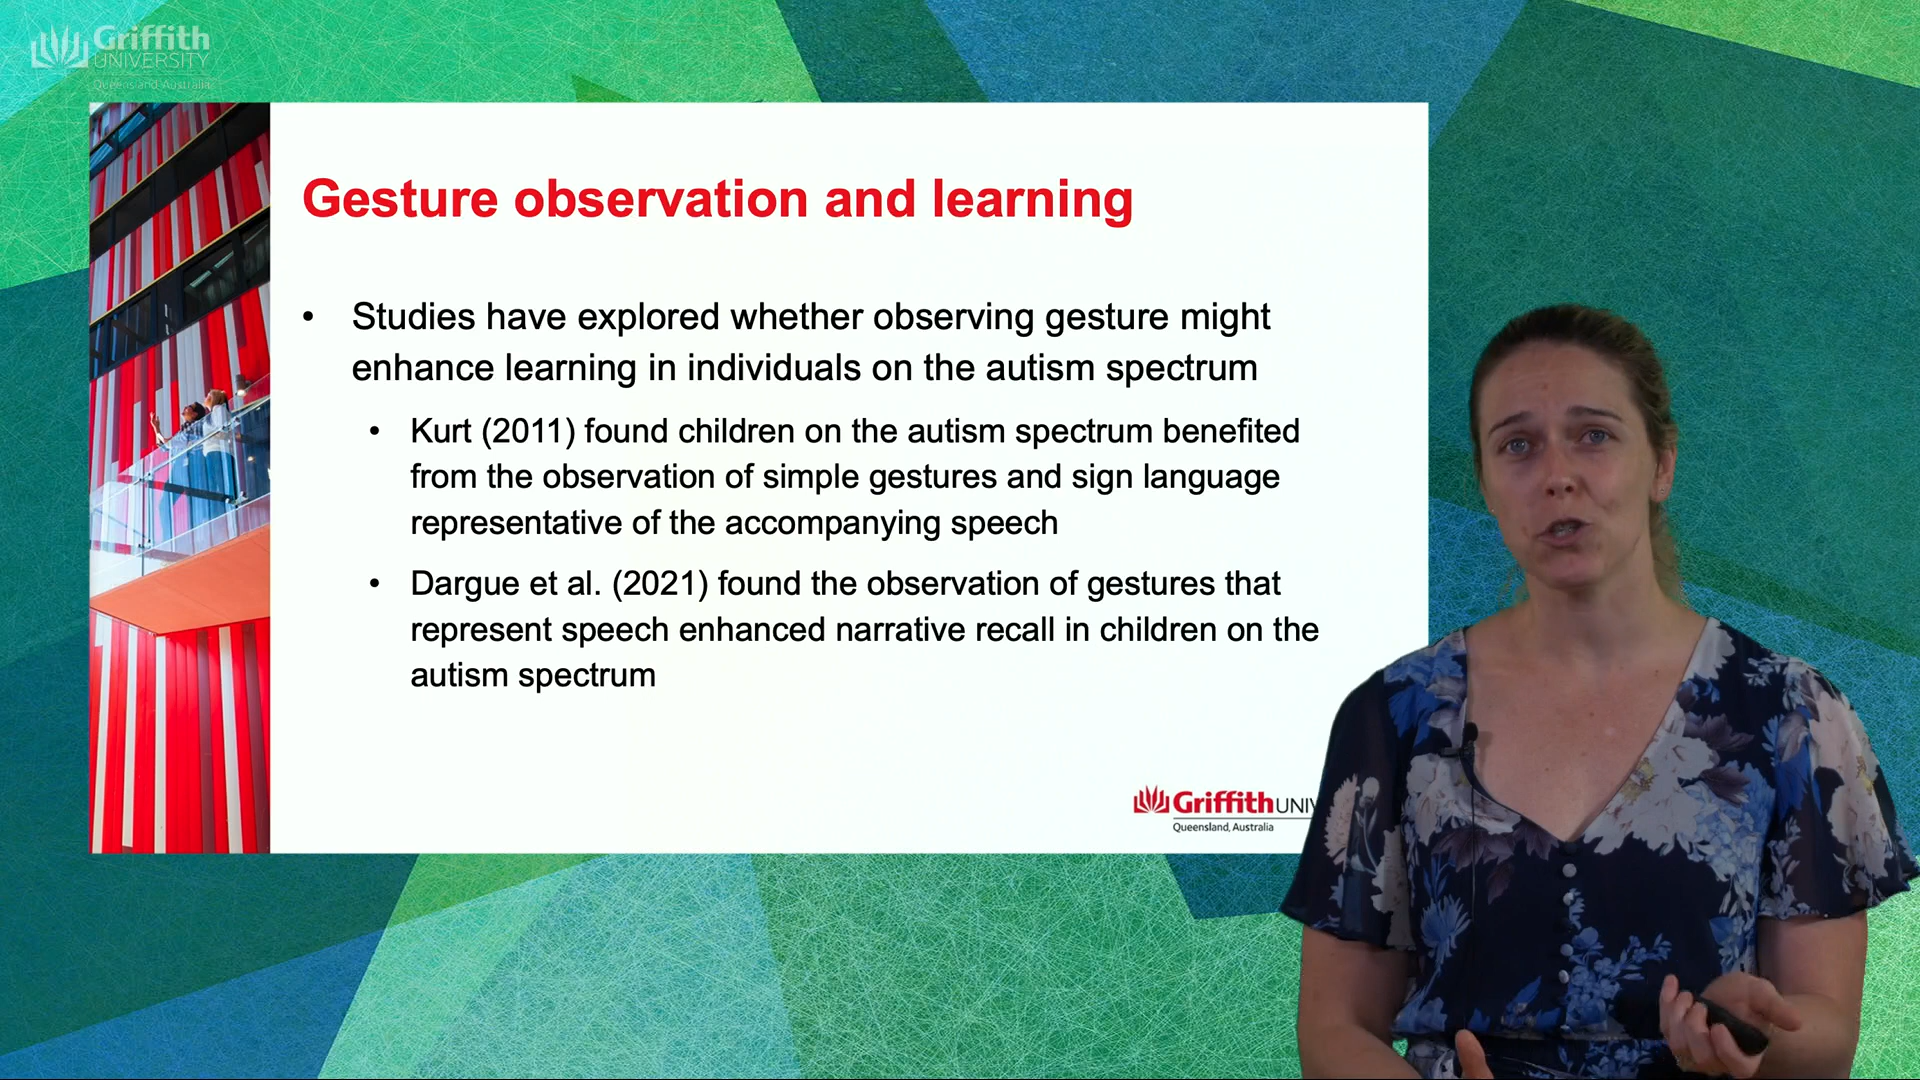 Griffith
UNIVERSITY
Queensland Australia
Gesture observation and learning
• Studies have explored whether observing gesture might
enhance learning in individuals on the autism spectrum
• Kurt (2011) found children on the autism spectrum benefited
from the observation of simple gestures and sign language
representative of the accompanying speech
• Dargue et al. (2021) found the observation of gestures that
represent speech enhanced narrative recall in children on the
autism spectrum
Griffith UNIV
Queensland, Australia